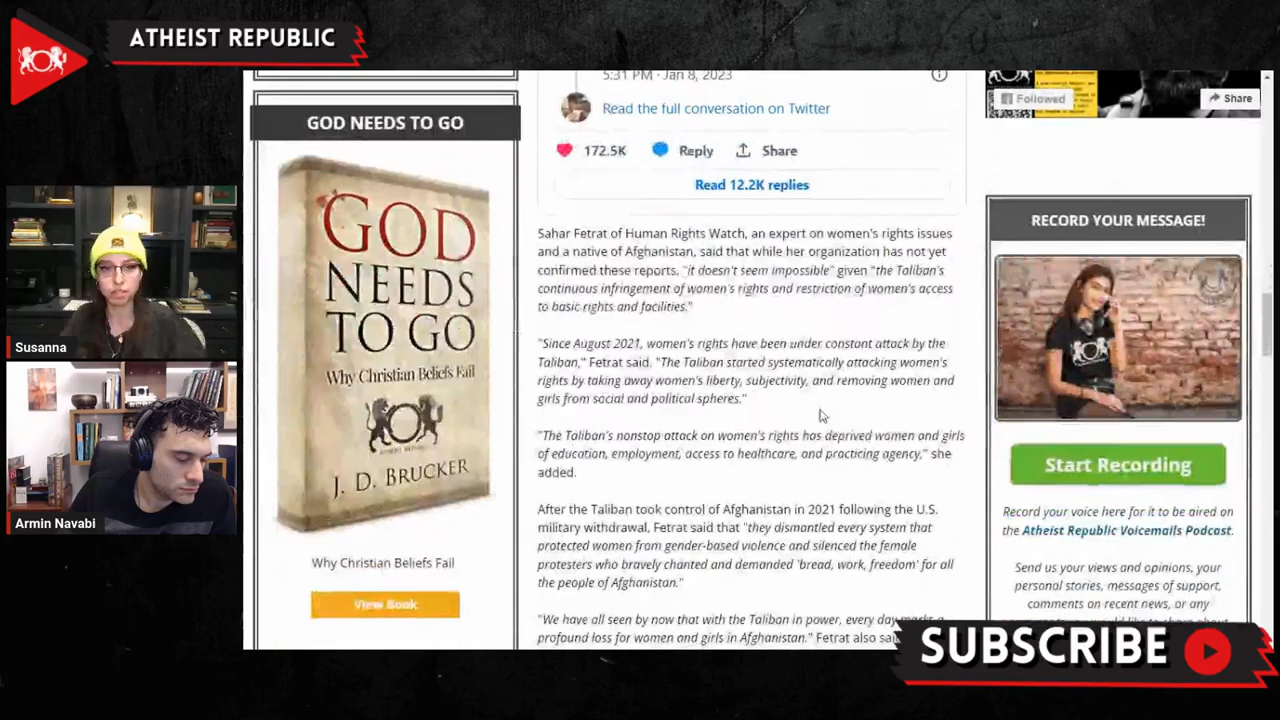 ATHEIST REPUBLIC
Susanna
Armin Navabi
GOD NEEDS TO GO
GOD
NEEDS
TO GO
Why Christian Beliefs Fail
J. D. BRUCKER
Why Christian Beliefs Fail
View Book
5:31 PM · Jan 8, 2023
Read the full conversation on Twitter
172.5K Reply Share
Read 12.2K replies
Sahar Fetrat of Human Rights Watch, an expert on women's rights issues
and a native of Afghanistan, said that while her organization has not yet
confirmed these reports, "it doesn't seem impossible" given "the Taliban's
continuous infringement of women's rights and restriction of women's access
to basic rights and facilities."
"Since August 2021, women's rights have been under constant attack by the
Taliban," Fetrat said. "The Taliban started systematically attacking women's
rights by taking away women's liberty, subjectivity, and removing women and
girls from social and political spheres."
"The Taliban's nonstop attack on women's rights has deprived women and girls
of education, employment, access to healthcare, and practicing agency," she
added.
After the Taliban took control of Afghanistan in 2021 following the U.S.
military withdrawal, Fetrat said that "they dismantled every system that
protected women from gender-based violence and silenced the female
protesters who bravely chanted and demanded 'bread, work, freedom' for all
the people of Afghanistan."
"We have all seen by now that with the Taliban in power, every day marks a
profound loss for women and girls in Afghanistan." Fetrat also
Followed Share
RECORD YOUR MESSAGE!
Start Recording
Record your voice here for it to be aired on
the Atheist Republic Voicemails Podcast.
Send us your views and opinions, your
personal stories, messages of support,
comments on recent news, or any
SUBSCRIBE